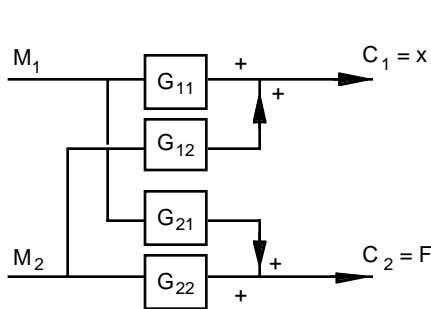 M1
+
C1 = x
G11
+
G12
G21
M2
+
C2 = F
G22
+